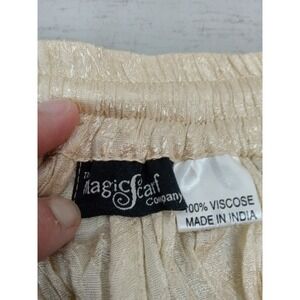 The
Magic Scarf
Company
100% VISCOSE
MADE IN INDIA